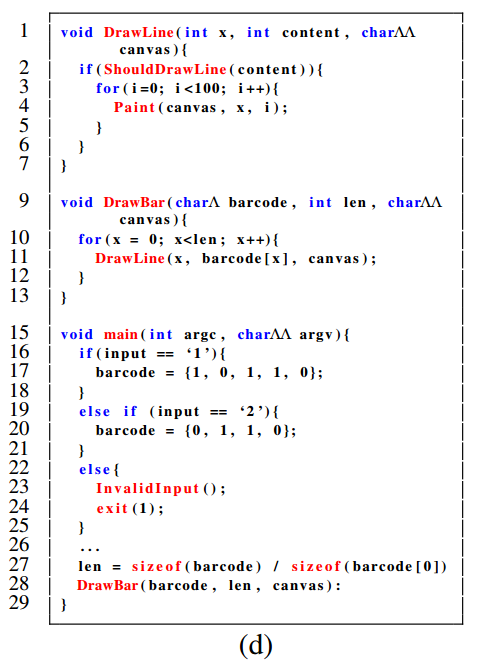 1 void DrawLine(int x, int content, charΛΛ
canvas){
2 if(ShouldDrawLine(content)){
3 for(i=0; i<100; i++){
4 Paint(canvas, x, i);
5 }
6 }
7 }
9 void DrawBar(charΛ barcode, int len, charΛΛ
canvas){
10 for(x = 0; x<len; x++){
11 DrawLine(x, barcode[x], canvas);
12 }
13 }
15 void main(int argc, charΛΛ argv){
16 if(input == ‘1’){
17 barcode = {1, 0, 1, 1, 0};
18 }
19 else if (input == ‘2’){
20 barcode = {0, 1, 1, 0};
21 }
22 else{
23 InvalidInput();
24 exit(1);
25 }
26 ...
27 len = sizeof(barcode) / sizeof(barcode[0])
28 DrawBar(barcode, len, canvas):
29 }
(d)